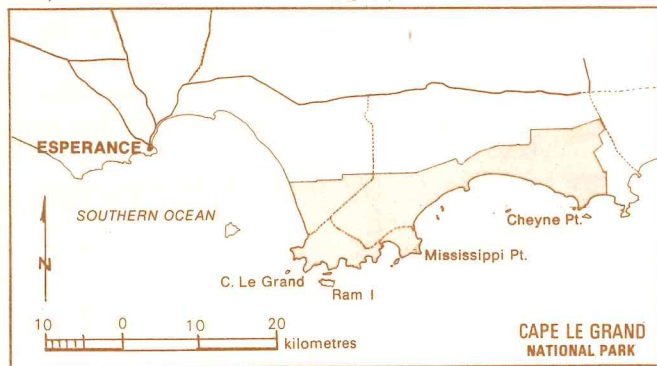 ESPERANCE
SOUTHERN OCEAN
Cheyne Pt.
Mississippi Pt.
C. Le Grand
Ram I
N
10 0 10 20
kilometres
CAPE LE GRAND
NATIONAL PARK